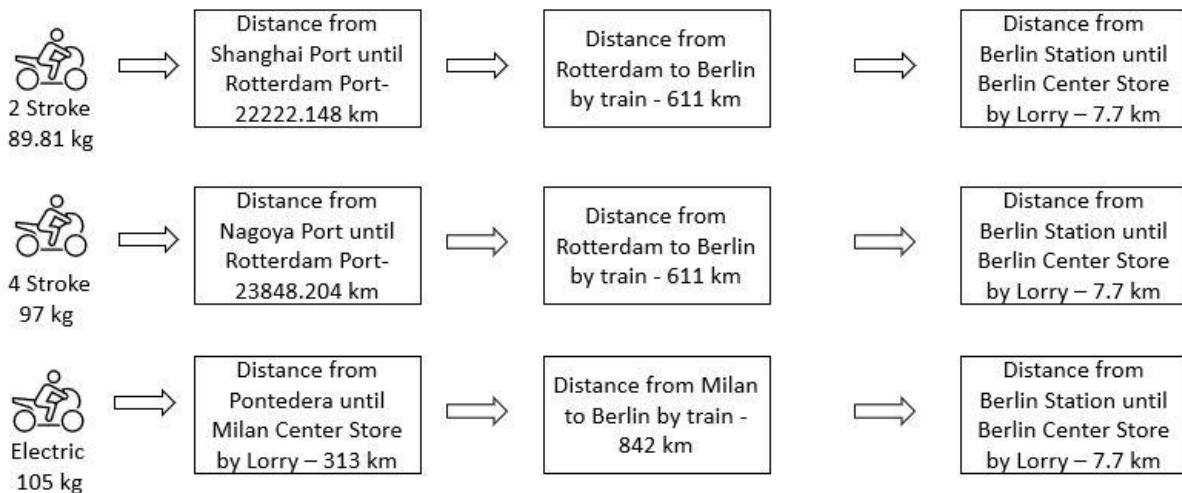 2 Stroke
89.81 kg
Distance from
Shanghai Port until
Rotterdam Port-
22222.148 km
Distance from
Rotterdam to Berlin
by train - 611 km
Distance from
Berlin Station until
Berlin Center Store
by Lorry – 7.7 km
4 Stroke
97 kg
Distance from
Nagoya Port until
Rotterdam Port-
23848.204 km
Distance from
Rotterdam to Berlin
by train - 611 km
Distance from
Berlin Station until
Berlin Center Store
by Lorry – 7.7 km
Electric
105 kg
Distance from
Pontedera until
Milan Center Store
by Lorry – 313 km
Distance from Milan
to Berlin by train -
842 km
Distance from
Berlin Station until
Berlin Center Store
by Lorry – 7.7 km